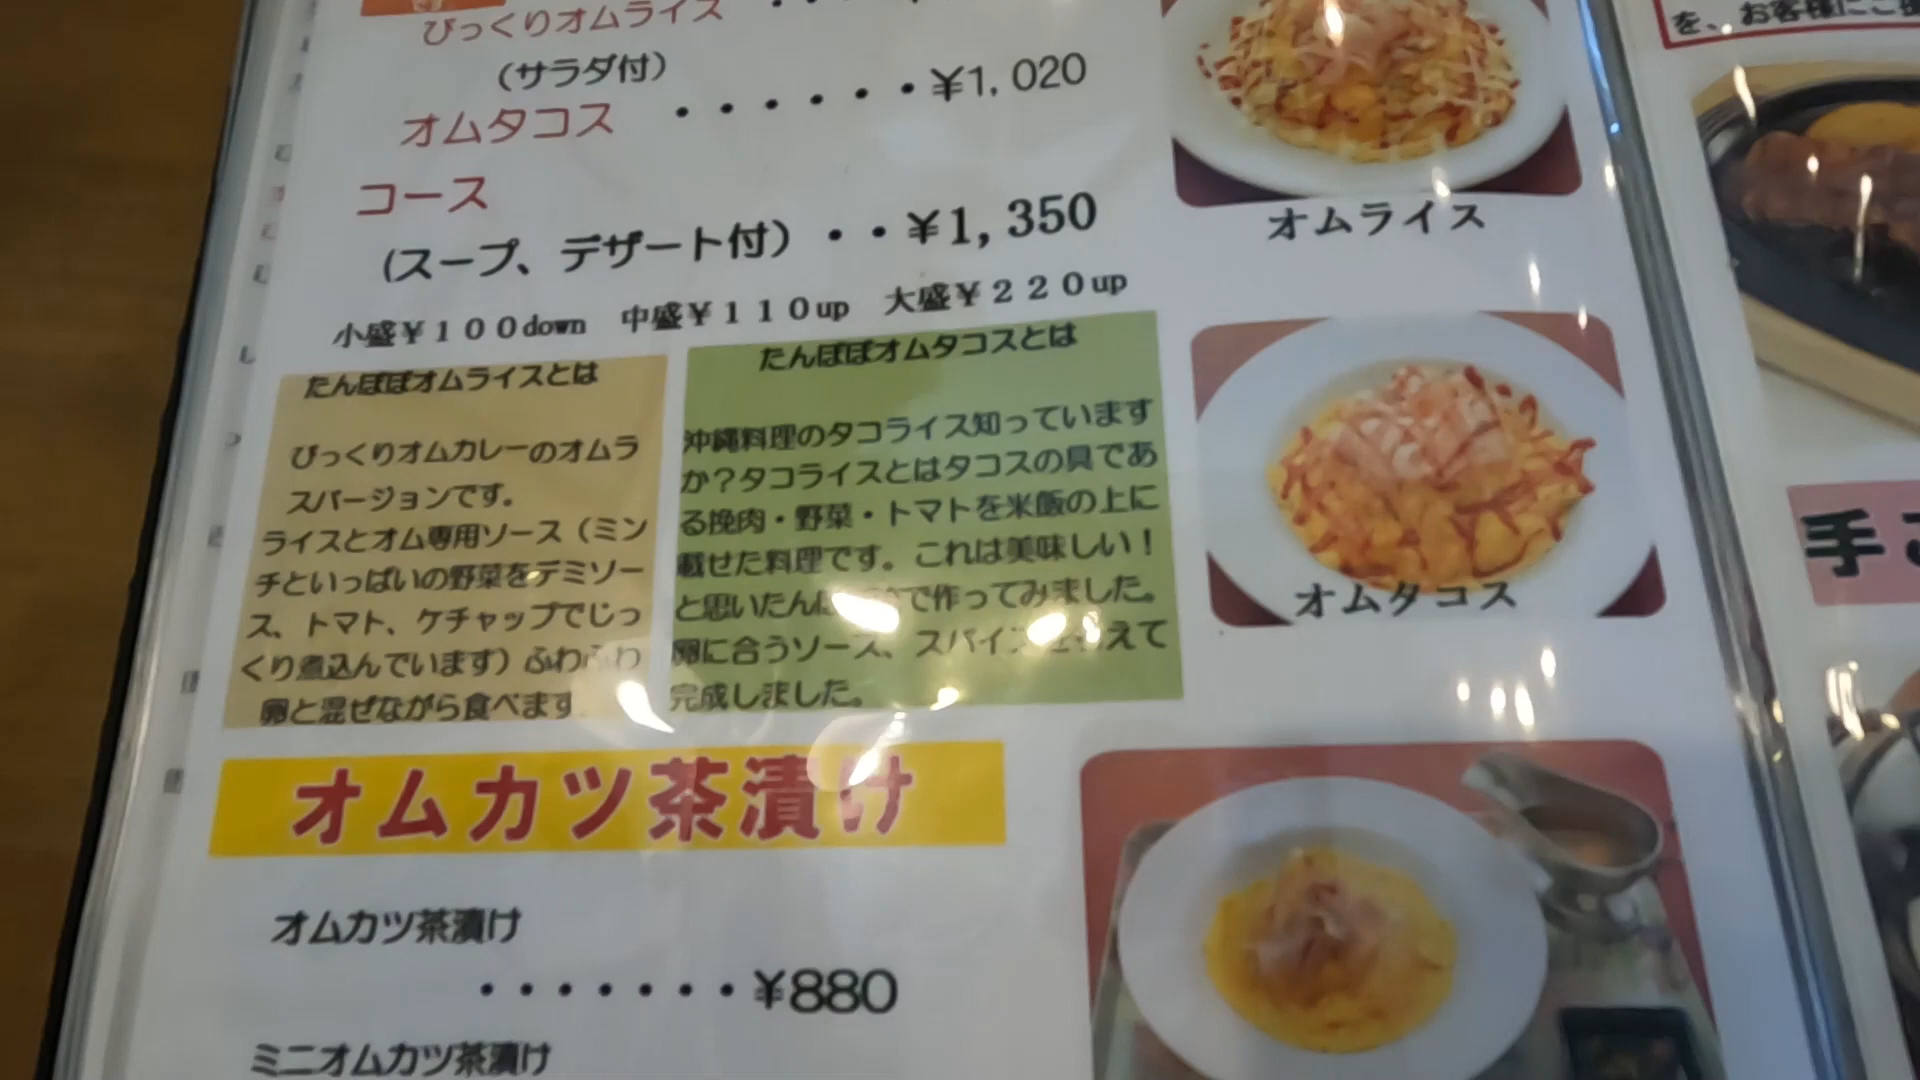 びっくりオムライス
（サラダ付）
オムタコス ・・・・・・¥1,020
コース
（スープ、デザート付）・・¥1,350
小盛¥100down 中盛¥110up 大盛¥220up
たんぽぽオムライスとは
びっくりオムカレーのオムラ
スバージョンです。
ライスとオム専用ソース（ミン
チといっぱいの野菜をデミソー
ス、トマト、ケチャップでじっ
くり煮込んでいます）ふわふわ
卵と混ぜながら食べます
たんぽぽオムタコスとは
沖縄料理のタコライス知っています
か？タコライスとはタコスの具であ
る挽肉・野菜・トマトを米飯の上に
載せた料理です。これは美味しい！
と思いたん で作ってみました。
卵に合うソース、スパイ えて
完成しました。
オムライス
オムタコス
オムカツ茶漬け
オムカツ茶漬け
・・・・・・・¥880
ミニオムカツ茶漬け
を、お客様にご
手